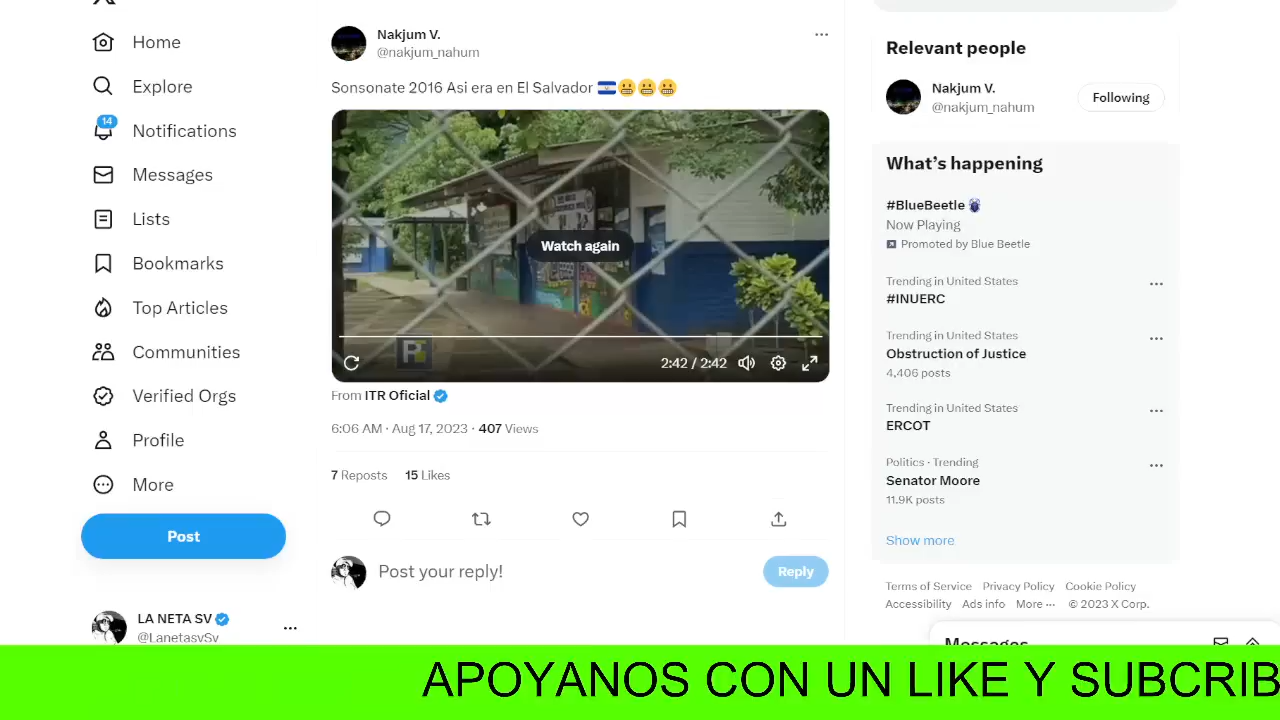 Home
Explore
14
Notifications
Messages
Lists
Bookmarks
Top Articles
Communities
Verified Orgs
Profile
More
Post
LA NETA SV
@LanetasvSv
Nakjum V.
@nakjum_nahum
Sonsonate 2016 Asi era en El Salvador 🇸🇻😬😬😬
Watch again
2:42 / 2:42
From ITR Oficial
6:06 AM · Aug 17, 2023 · 407 Views
7 Reposts 15 Likes
Post your reply!
Reply
Relevant people
Nakjum V.
@nakjum_nahum
Following
What’s happening
#BlueBeetle
Now Playing
Promoted by Blue Beetle
Trending in United States
#INUERC
Trending in United States
Obstruction of Justice
4,406 posts
Trending in United States
ERCOT
Politics · Trending
Senator Moore
11.9K posts
Show more
Terms of Service Privacy Policy Cookie Policy
Accessibility Ads info More ··· © 2023 X Corp.
Messages
APOYANOS CON UN LIKE Y SUBCRIB